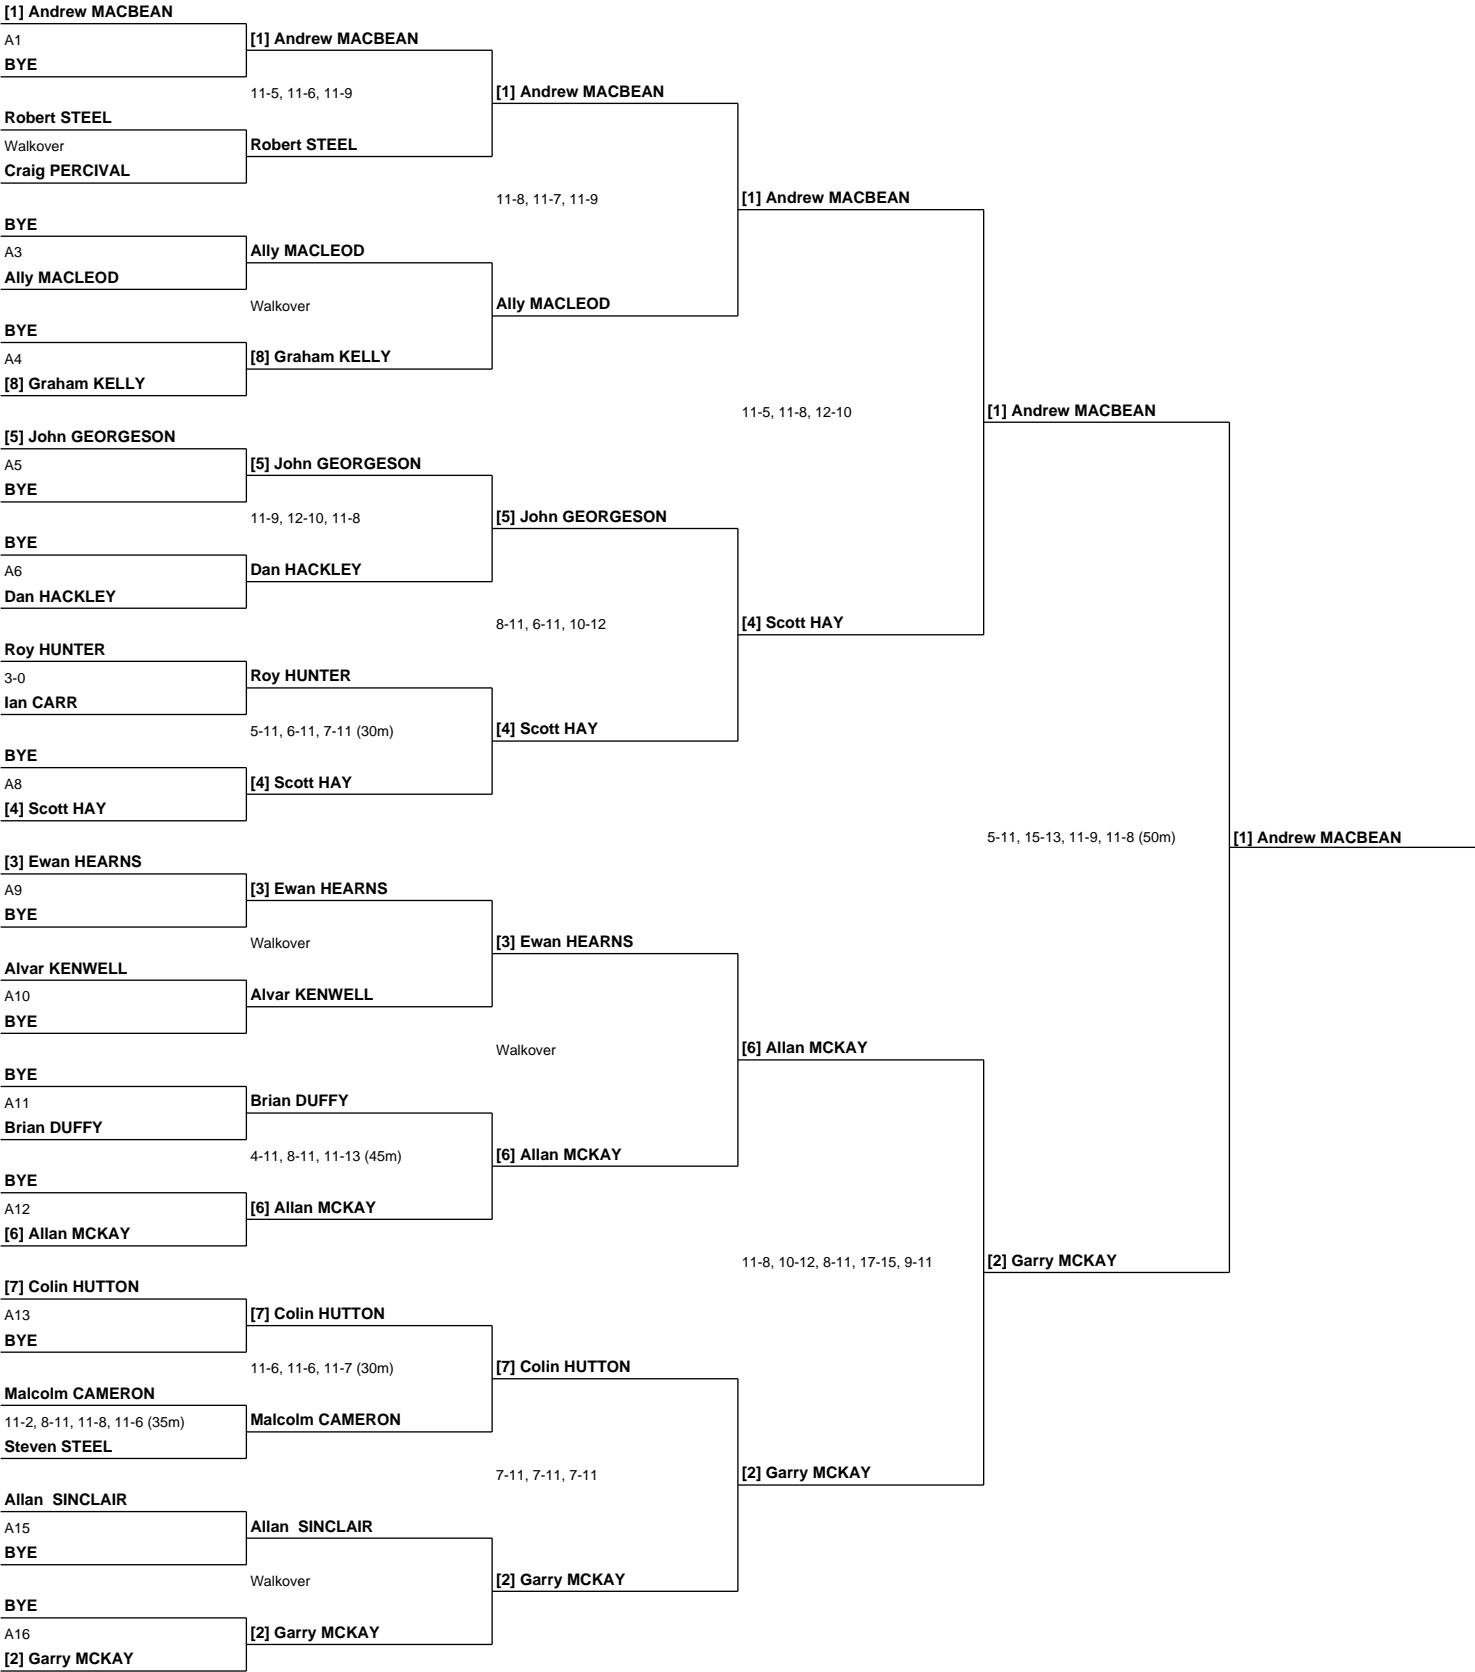 [1] Andrew MACBEAN
A1
[1] Andrew MACBEAN
BYE
11-5, 11-6, 11-9
[1] Andrew MACBEAN
Robert STEEL
Walkover
Robert STEEL
Craig PERCIVAL
11-8, 11-7, 11-9
[1] Andrew MACBEAN
BYE
A3
Ally MACLEOD
Ally MACLEOD
Walkover
Ally MACLEOD
BYE
A4
[8] Graham KELLY
[8] Graham KELLY
11-5, 11-8, 12-10
[1] Andrew MACBEAN
[5] John GEORGESON
A5
[5] John GEORGESON
BYE
11-9, 12-10, 11-8
[5] John GEORGESON
BYE
A6
Dan HACKLEY
Dan HACKLEY
8-11, 6-11, 10-12
[4] Scott HAY
Roy HUNTER
3-0
Roy HUNTER
Ian CARR
5-11, 6-11, 7-11 (30m)
[4] Scott HAY
BYE
A8
[4] Scott HAY
[4] Scott HAY
5-11, 15-13, 11-9, 11-8 (50m)
[1] Andrew MACBEAN
[3] Ewan HEARNS
A9
[3] Ewan HEARNS
BYE
Walkover
[3] Ewan HEARNS
Alvar KENWELL
A10
Alvar KENWELL
BYE
Walkover
[6] Allan MCKAY
BYE
A11
Brian DUFFY
Brian DUFFY
4-11, 8-11, 11-13 (45m)
[6] Allan MCKAY
BYE
A12
[6] Allan MCKAY
[6] Allan MCKAY
11-8, 10-12, 8-11, 17-15, 9-11
[2] Garry MCKAY
[7] Colin HUTTON
A13
[7] Colin HUTTON
BYE
11-6, 11-6, 11-7 (30m)
[7] Colin HUTTON
Malcolm CAMERON
11-2, 8-11, 11-8, 11-6 (35m)
Malcolm CAMERON
Steven STEEL
7-11, 7-11, 7-11
[2] Garry MCKAY
Allan  SINCLAIR
A15
Allan  SINCLAIR
BYE
Walkover
[2] Garry MCKAY
BYE
A16
[2] Garry MCKAY
[2] Garry MCKAY